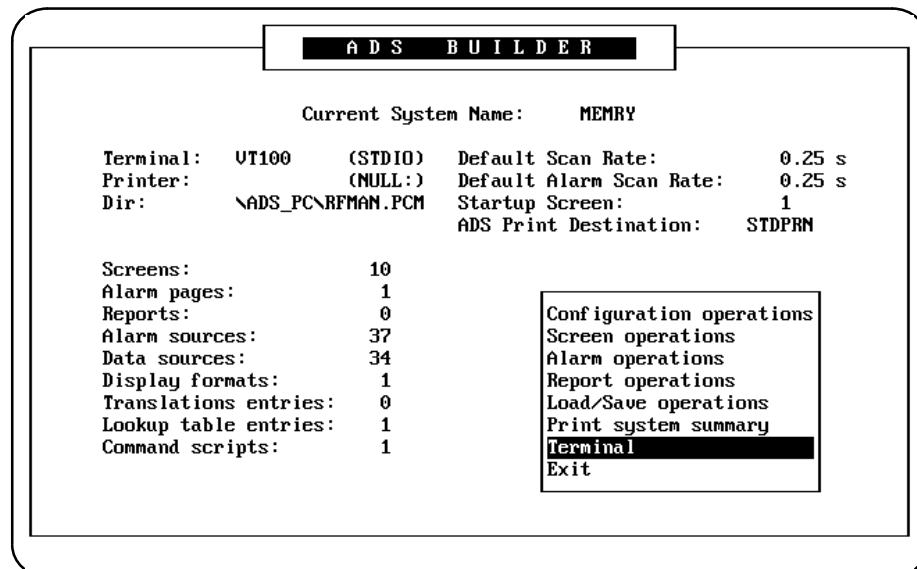 ADS BUILDER
Current System Name: MEMRY
Terminal: VT100 (STDIO) Default Scan Rate: 0.25 s
Printer: (NULL:) Default Alarm Scan Rate: 0.25 s
Dir: \ADS_PC\RFMAN.PCM Startup Screen: 1
ADS Print Destination: STDPRN
Screens: 10
Alarm pages: 1
Reports: 0
Alarm sources: 37
Data sources: 34
Display formats: 1
Translations entries: 0
Lookup table entries: 1
Command scripts: 1
Configuration operations
Screen operations
Alarm operations
Report operations
Load/Save operations
Print system summary
Terminal
Exit